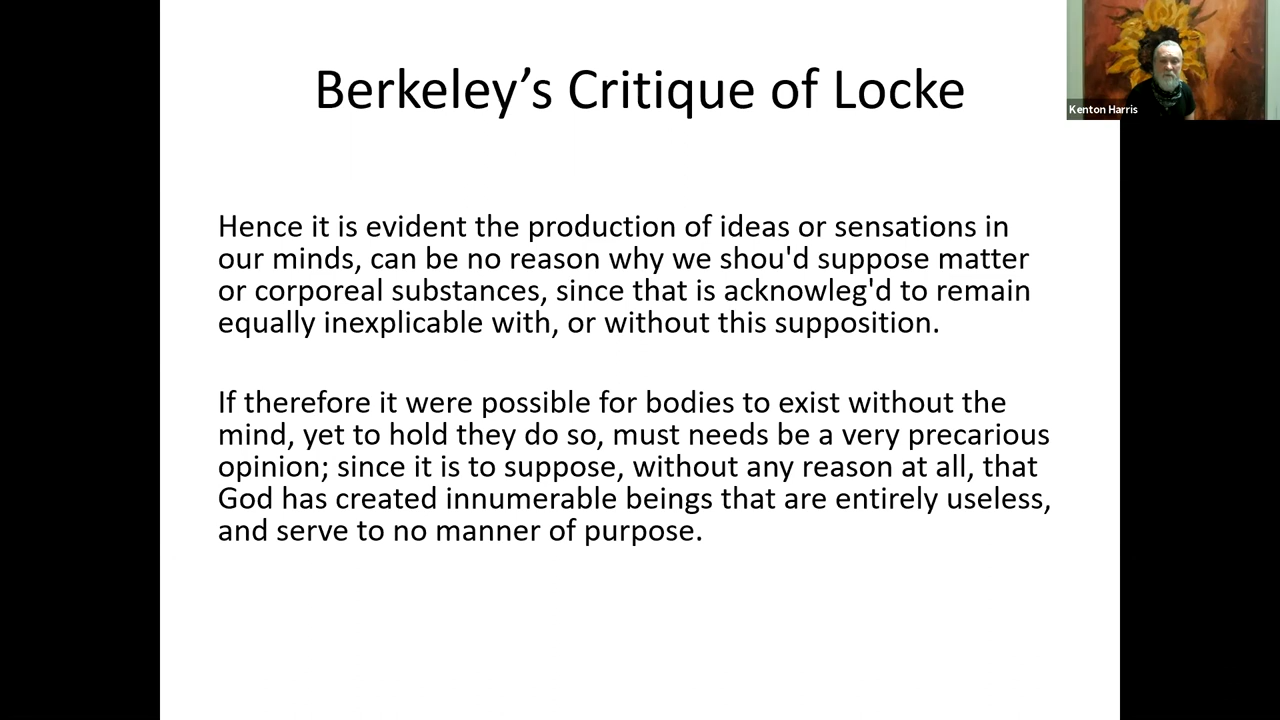 Berkeley’s Critique of Locke
Kenton Harris
Hence it is evident the production of ideas or sensations in
our minds, can be no reason why we shou'd suppose matter
or corporeal substances, since that is acknowleg'd to remain
equally inexplicable with, or without this supposition.
If therefore it were possible for bodies to exist without the
mind, yet to hold they do so, must needs be a very precarious
opinion; since it is to suppose, without any reason at all, that
God has created innumerable beings that are entirely useless,
and serve to no manner of purpose.